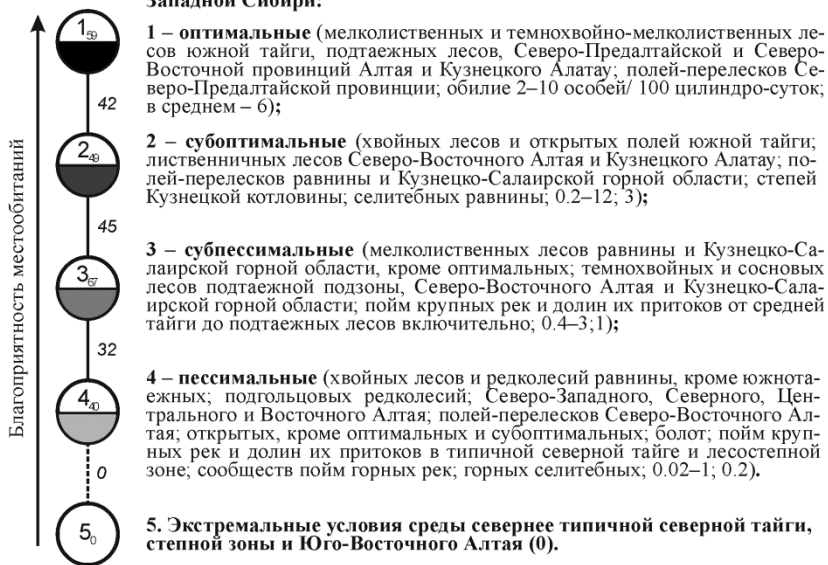 Западной Сибири:
1 – оптимальные (мелколиственных и темнохвойно-мелколиственных ле-
сов южной тайги, подтаежных лесов, Северо-Предалтайской и Северо-
Восточной провинций Алтая и Кузнецкого Алатау; полей-перелесков Се-
веро-Предалтайской провинции; обилие 2–10 особей/ 100 цилиндро-суток;
в среднем – 6);
2 – субоптимальные (хвойных лесов и открытых полей южной тайги;
лиственничных лесов Северо-Восточного Алтая и Кузнецкого Алатау; по-
лей-перелесков равнины и Кузнецко-Салаирской горной области; степей
Кузнецкой котловины; селитебных равнины; 0.2–12; 3);
3 – субпессимальные (мелколиственных лесов равнины и Кузнецко-Са-
лаирской горной области, кроме оптимальных; темнохвойных и сосновых
лесов подтаежной подзоны, Северо-Восточного Алтая и Кузнецко-Сала-
ирской горной области; пойм крупных рек и долин их притоков от средней
тайги до подтаежных лесов включительно; 0.4–3;1);
4 – пессимальные (хвойных лесов и редколесий равнины, кроме южнота-
ежных; подгольцовых редколесий; Северо-Западного, Северного, Цен-
трального и Восточного Алтая; полей-перелесков Северо-Восточного Ал-
тая; открытых, кроме оптимальных и субоптимальных; болот; пойм круп-
ных рек и долин их притоков в типичной северной тайге и лесостепной
зоне; сообществ пойм горных рек; горных селитебных; 0.02–1; 0.2).
5. Экстремальные условия среды севернее типичной северной тайги,
степной зоны и Юго-Восточного Алтая (0).
Благоприятность местообитаний
1 59
42
2 49
45
3 67
32
4 40
0
5 0